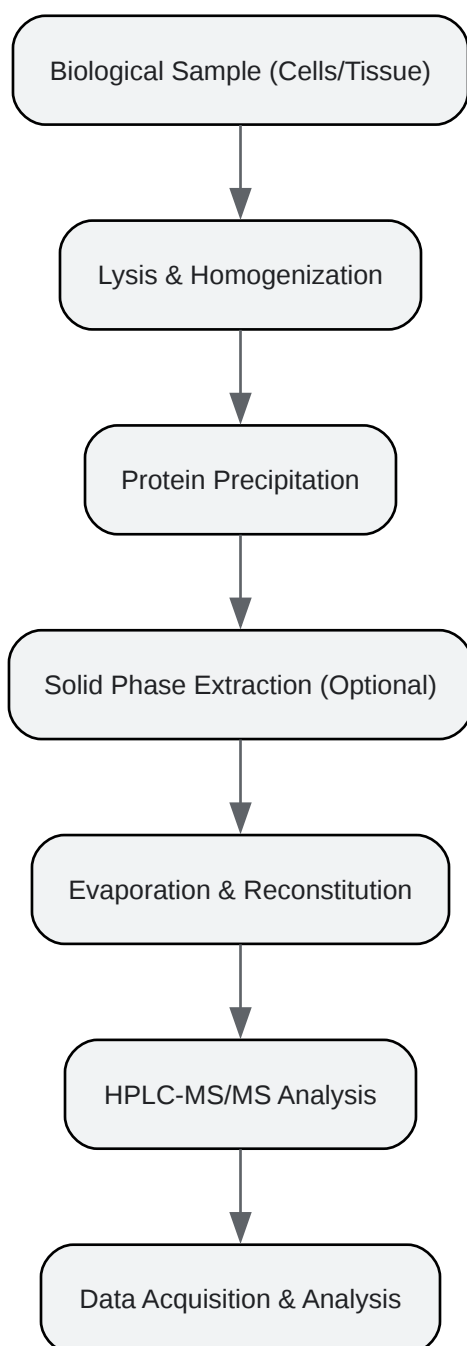 Biological Sample (Cells/Tissue)
Lysis & Homogenization
Protein Precipitation
Solid Phase Extraction (Optional)
Evaporation & Reconstitution
HPLC-MS/MS Analysis
Data Acquisition & Analysis